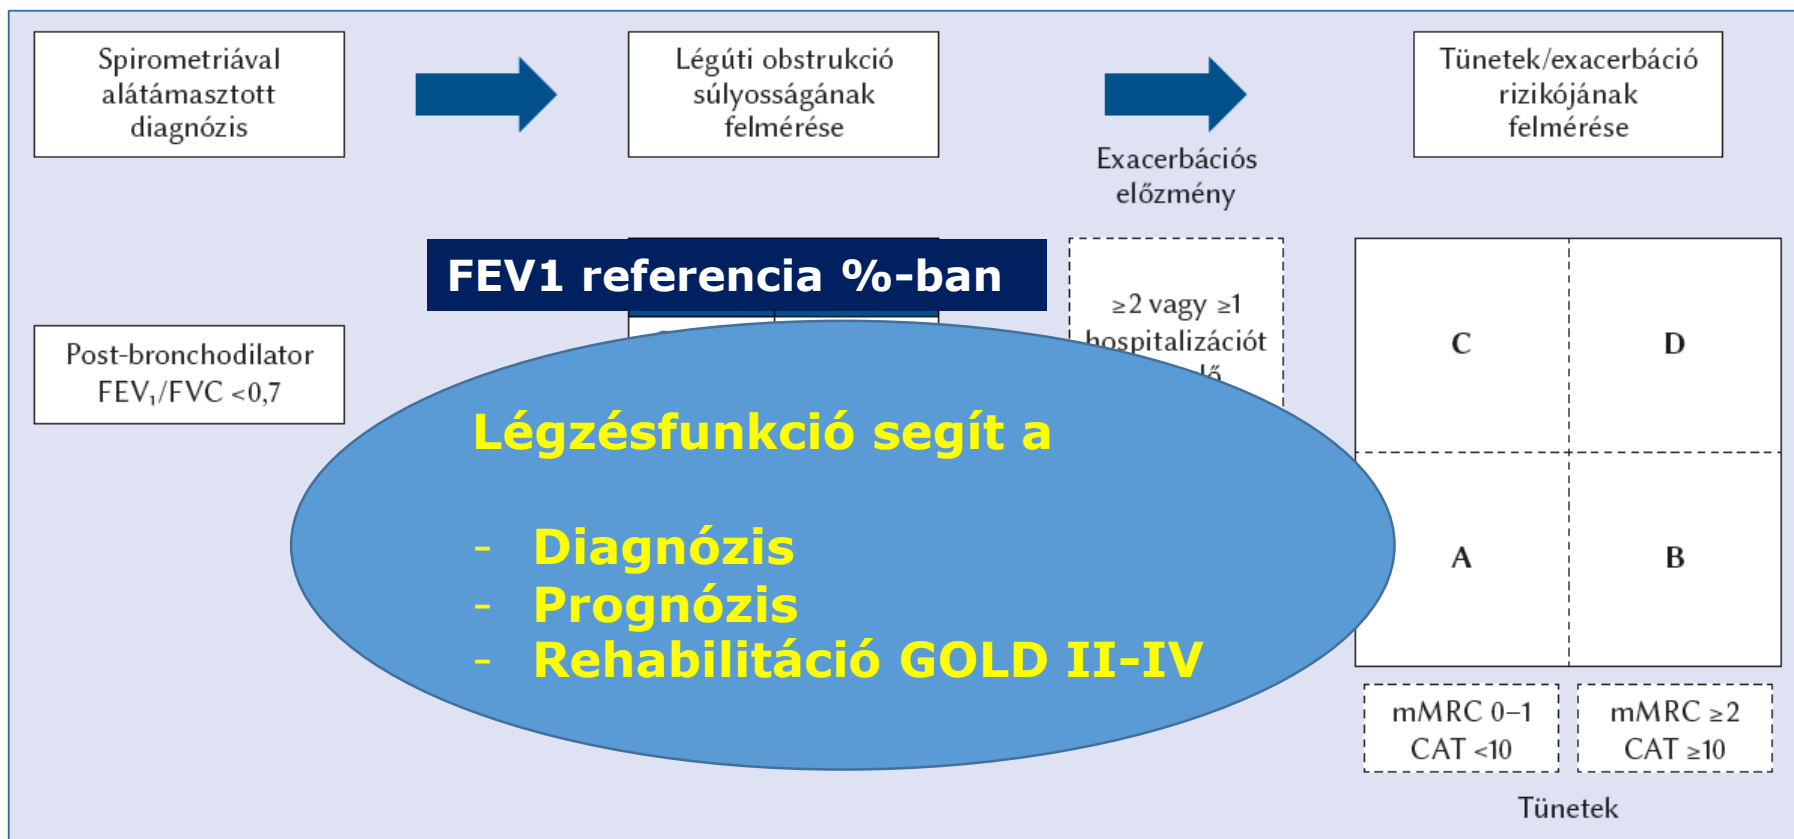 Spirometriával
alátámasztott
diagnózis
Légúti obstrukció
súlyosságának
felmérése
Exacerbációs
előzmény
Tünetek/exacerbáció
rizikójának
felmérése
FEV1 referencia %-ban
Post-bronchodilator
FEV₁/FVC <0,7
≥2 vagy ≥1
hospitalizációt
Légzésfunkció segít a
- Diagnózis
- Prognózis
- Rehabilitáció GOLD II-IV
C
D
A
B
mMRC 0–1
CAT <10
mMRC ≥2
CAT ≥10
Tünetek